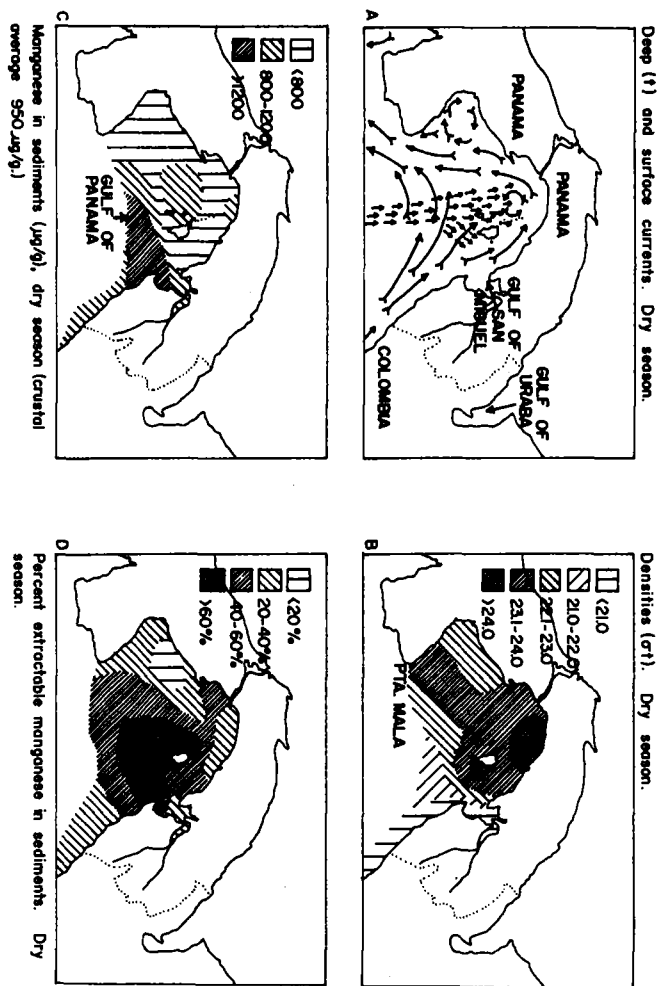 Deep (↑) and surface currents. Dry season.
A
PANAMA
PANAMA
GULF OF
SAN
MIGUEL
GULF OF
URABA
COLOMBIA
Densities (σt). Dry season.
B
<21.0
21.0-22.0
22.1-23.0
23.1-24.0
>24.0
PTA. MALA
C
<800
800-1200
>1200
GULF OF
PANAMA
Manganese in sediments (µg/g), dry season (crustal
average 950 µg/g.)
D
<20%
20-40%
40-60%
>60%
Percent extractable manganese in sediments. Dry
season.